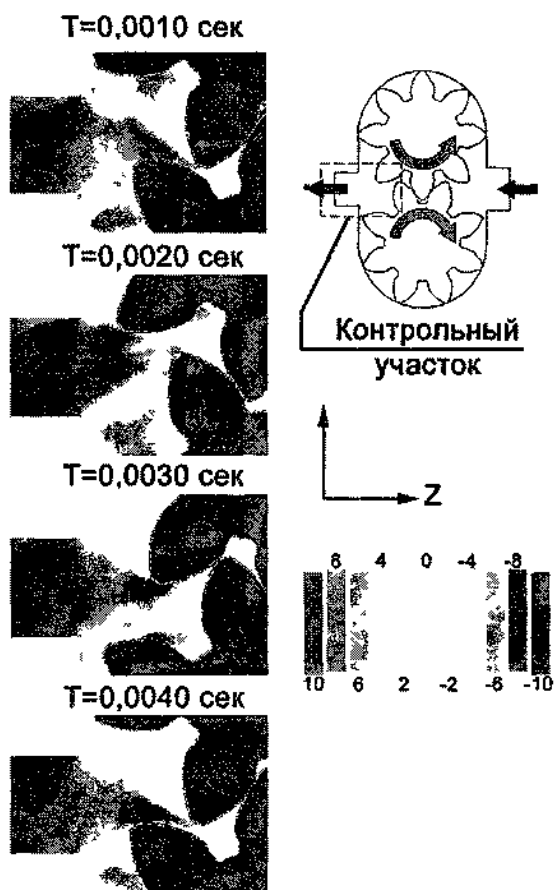 T=0,0010 сек
T=0,0020 сек
Контрольный
участок
T=0,0030 сек
Z
8 4 0 -4 -8
10 6 2 -2 -6 -10
T=0,0040 сек